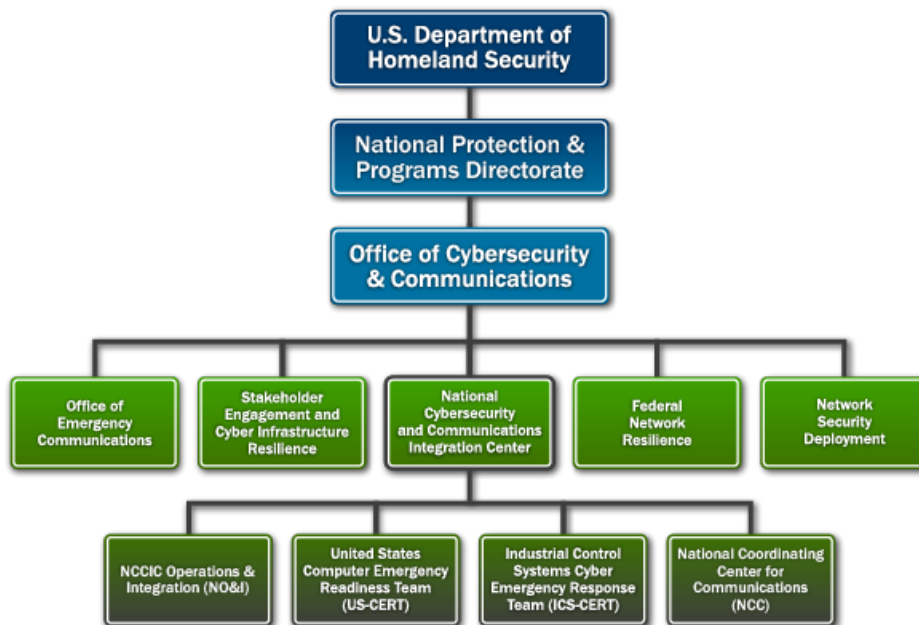 U.S. Department of
Homeland Security
National Protection &
Programs Directorate
Office of Cybersecurity
& Communications
Office of
Emergency
Communications
Stakeholder
Engagement and
Cyber Infrastructure
Resilience
National
Cybersecurity
and Communications
Integration Center
Federal
Network
Resilience
Network
Security
Deployment
NCCIC Operations &
Integration (NO&I)
United States
Computer Emergency
Readiness Team
(US-CERT)
Industrial Control
Systems Cyber
Emergency Response
Team (ICS-CERT)
National Coordinating
Center for
Communications
(NCC)